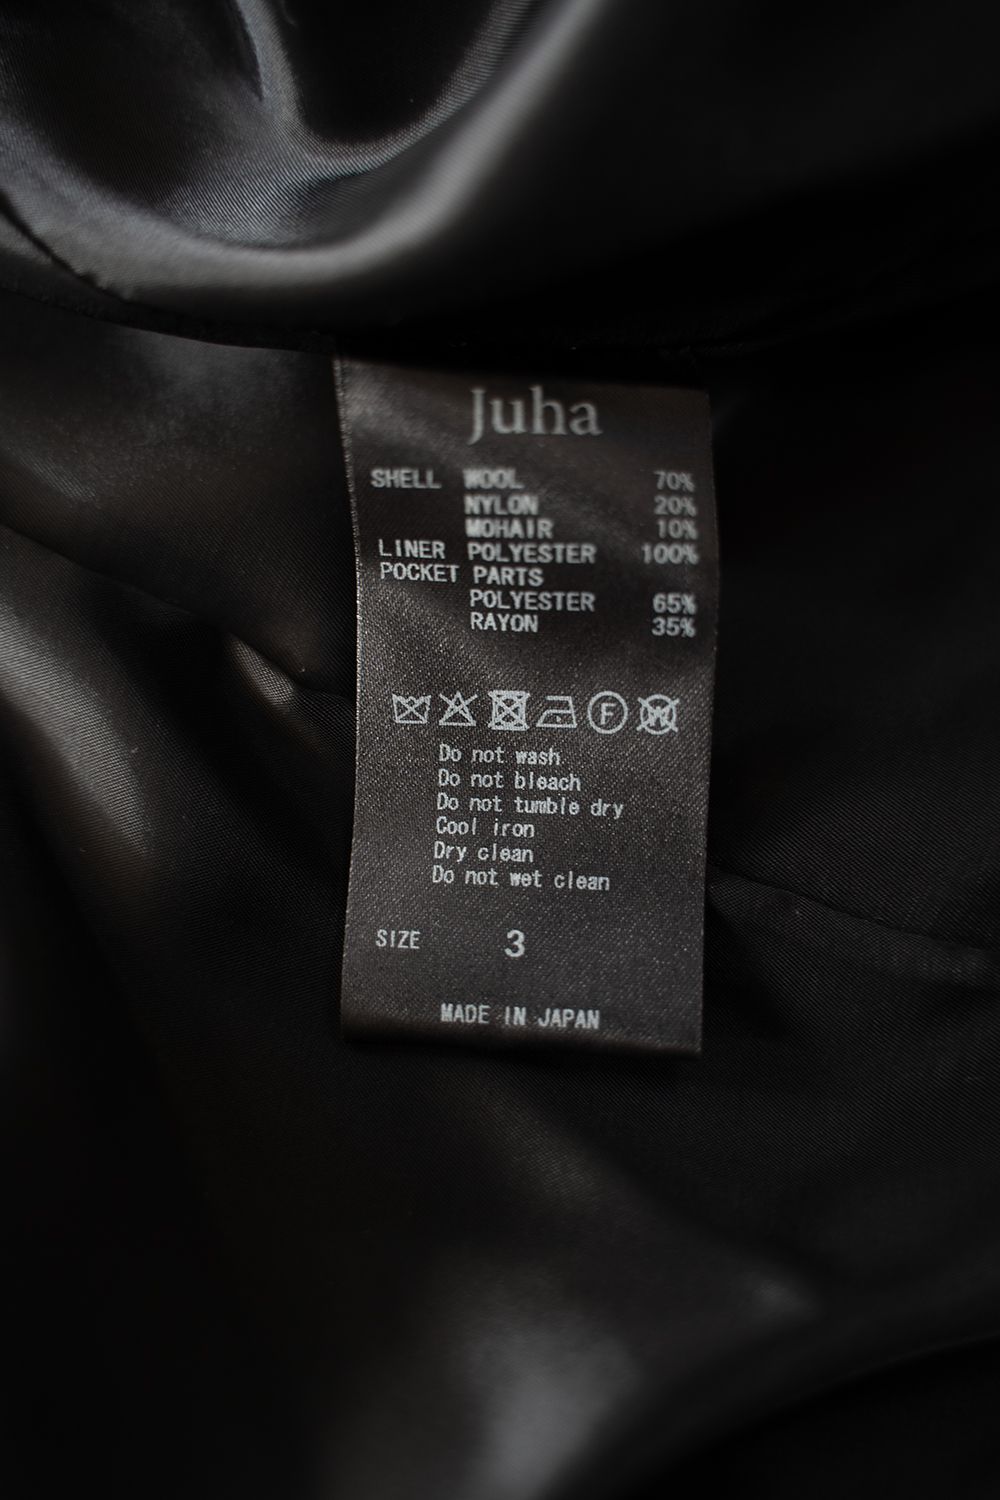 Juha
SHELL WOOL 70%
NYLON 20%
MOHAIR 10%
LINER POLYESTER 100%
POCKET PARTS
POLYESTER 65%
RAYON 35%
F W
Do not wash
Do not bleach
Do not tumble dry
Cool iron
Dry clean
Do not wet clean
SIZE 3
MADE IN JAPAN